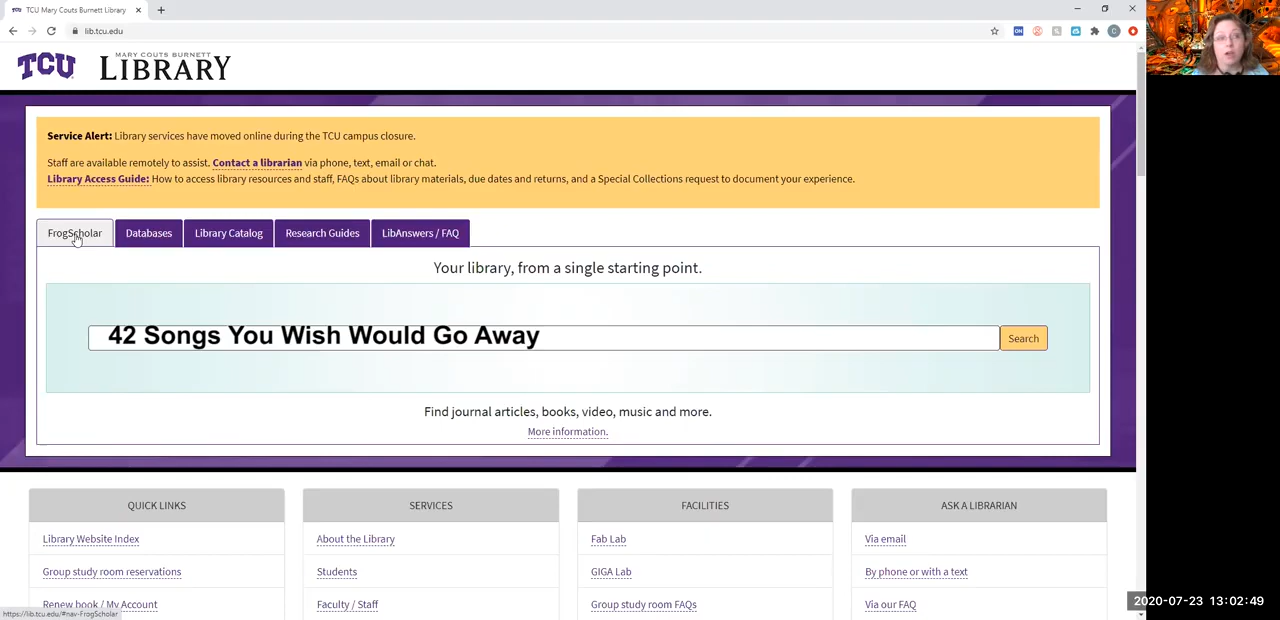 TCU Mary Couts Burnett Library
lib.tcu.edu
ON
C
TCU
MARY COUTS BURNETT
LIBRARY
Service Alert: Library services have moved online during the TCU campus closure.
Staff are available remotely to assist. Contact a librarian via phone, text, email or chat.
Library Access Guide: How to access library resources and staff, FAQs about library materials, due dates and returns, and a Special Collections request to document your experience.
FrogScholar Databases Library Catalog Research Guides LibAnswers / FAQ
Your library, from a single starting point.
42 Songs You Wish Would Go Away Search
Find journal articles, books, video, music and more.
More information.
QUICK LINKS SERVICES FACILITIES ASK A LIBRARIAN
Library Website Index About the Library Fab Lab Via email
Group study room reservations Students GIGA Lab By phone or with a text
Renew book / My Account Faculty / Staff Group study room FAQs Via our FAQ
https://lib.tcu.edu/#nav-FrogScholar
2020-07-23 13:02:49